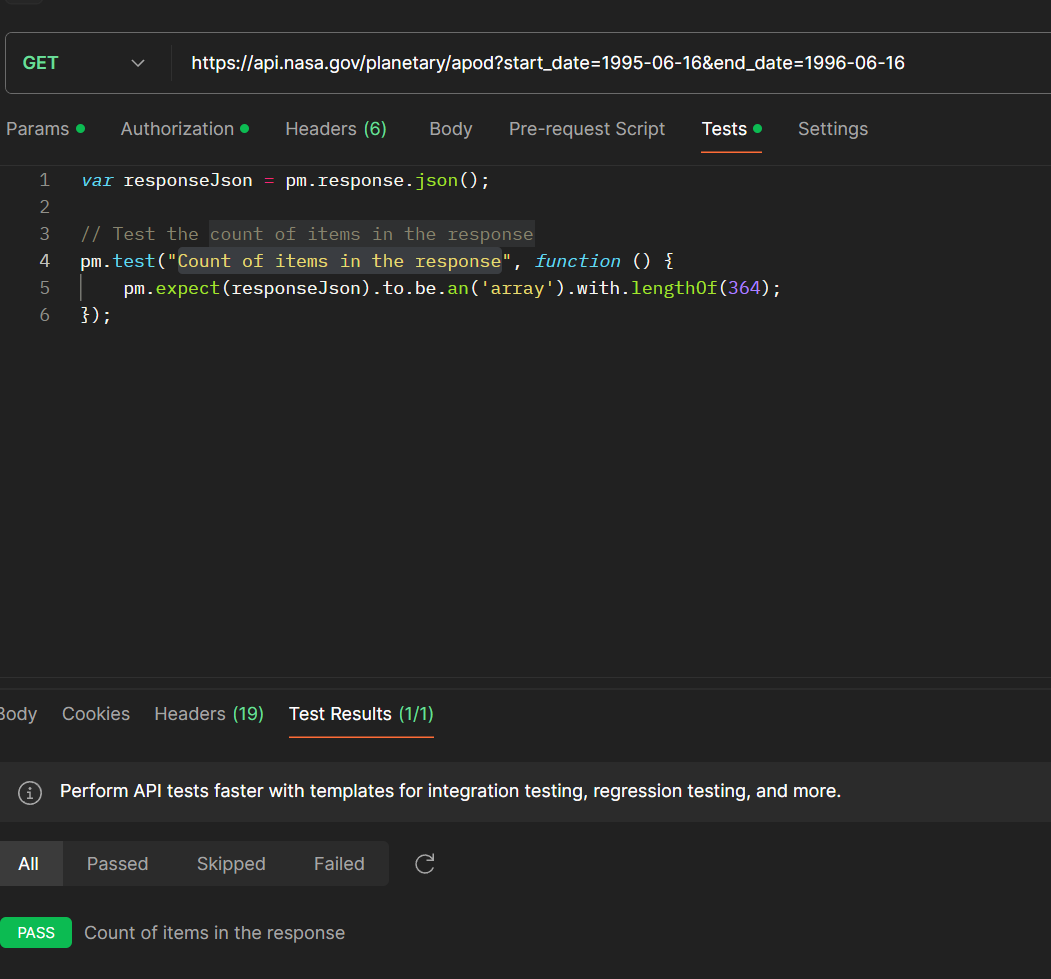 GET https://api.nasa.gov/planetary/apod?start_date=1995-06-16&end_date=1996-06-16
Params Authorization Headers (6) Body Pre-request Script Tests Settings
1 var responseJson = pm.response.json();
2
3 // Test the count of items in the response
4 pm.test("Count of items in the response", function () {
5 pm.expect(responseJson).to.be.an('array').with.lengthOf(364);
6 });
Body Cookies Headers (19) Test Results (1/1)
Perform API tests faster with templates for integration testing, regression testing, and more.
All Passed Skipped Failed
PASS Count of items in the response